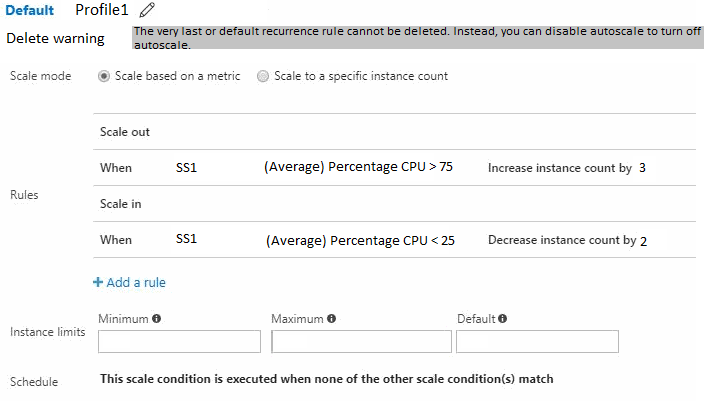 Default Profile1
Delete warning The very last or default recurrence rule cannot be deleted. Instead, you can disable autoscale to turn off
autoscale.
Scale mode Scale based on a metric Scale to a specific instance count
Scale out
When SS1 (Average) Percentage CPU > 75 Increase instance count by 3
Rules
Scale in
When SS1 (Average) Percentage CPU < 25 Decrease instance count by 2
+ Add a rule
Minimum Maximum Default
Instance limits
Schedule This scale condition is executed when none of the other scale condition(s) match